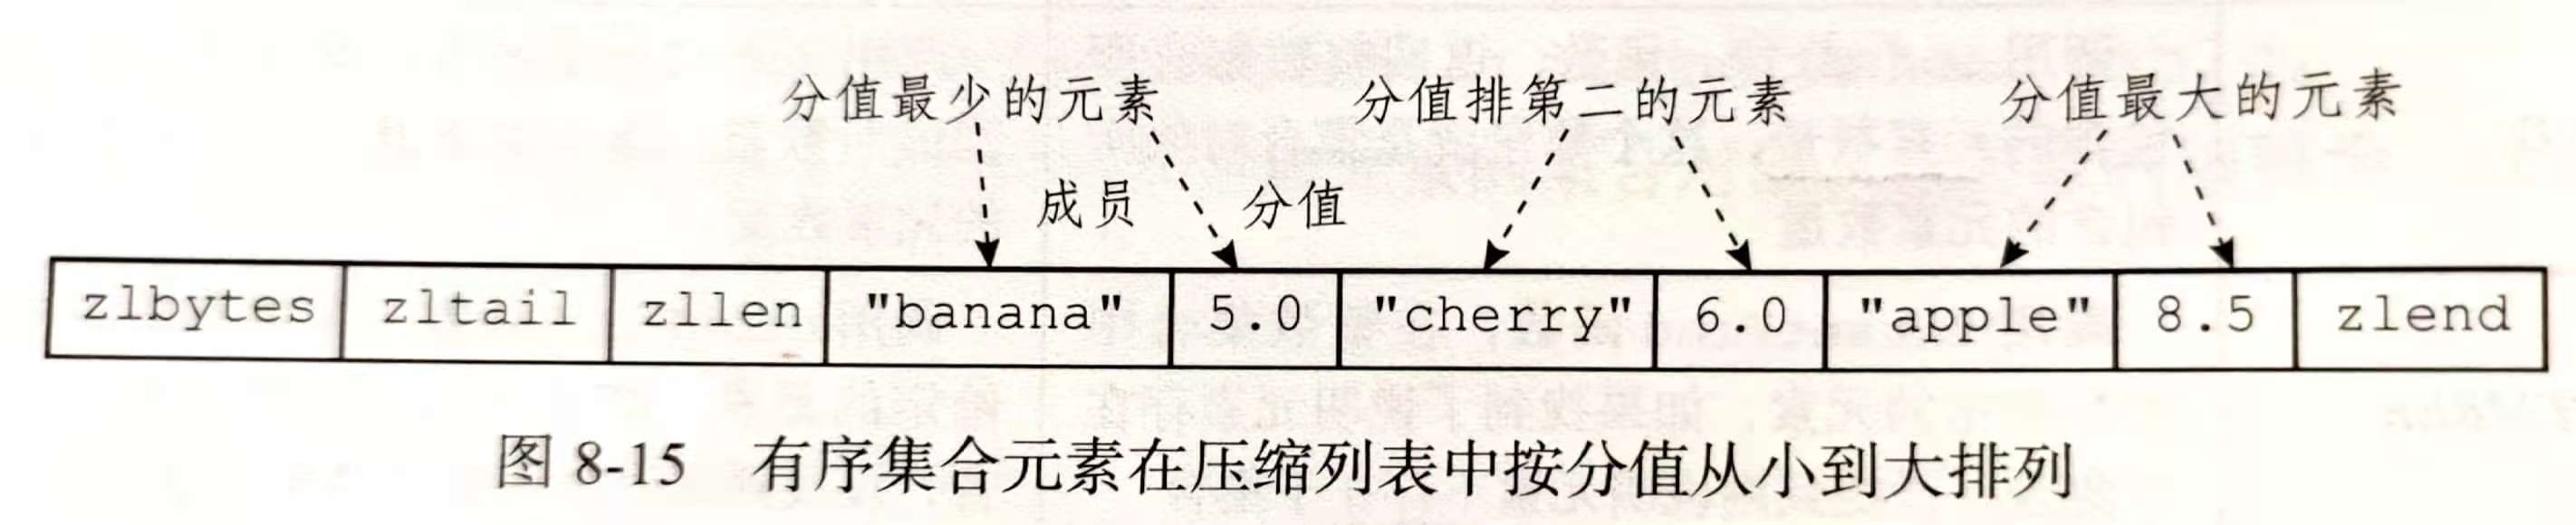 分值最少的元素 分值排第二的元素 分值最大的元素
成员 分值
zlbytes zltail zllen "banana" 5.0 "cherry" 6.0 "apple" 8.5 zlend
图 8-15 有序集合元素在压缩列表中按分值从小到大排列